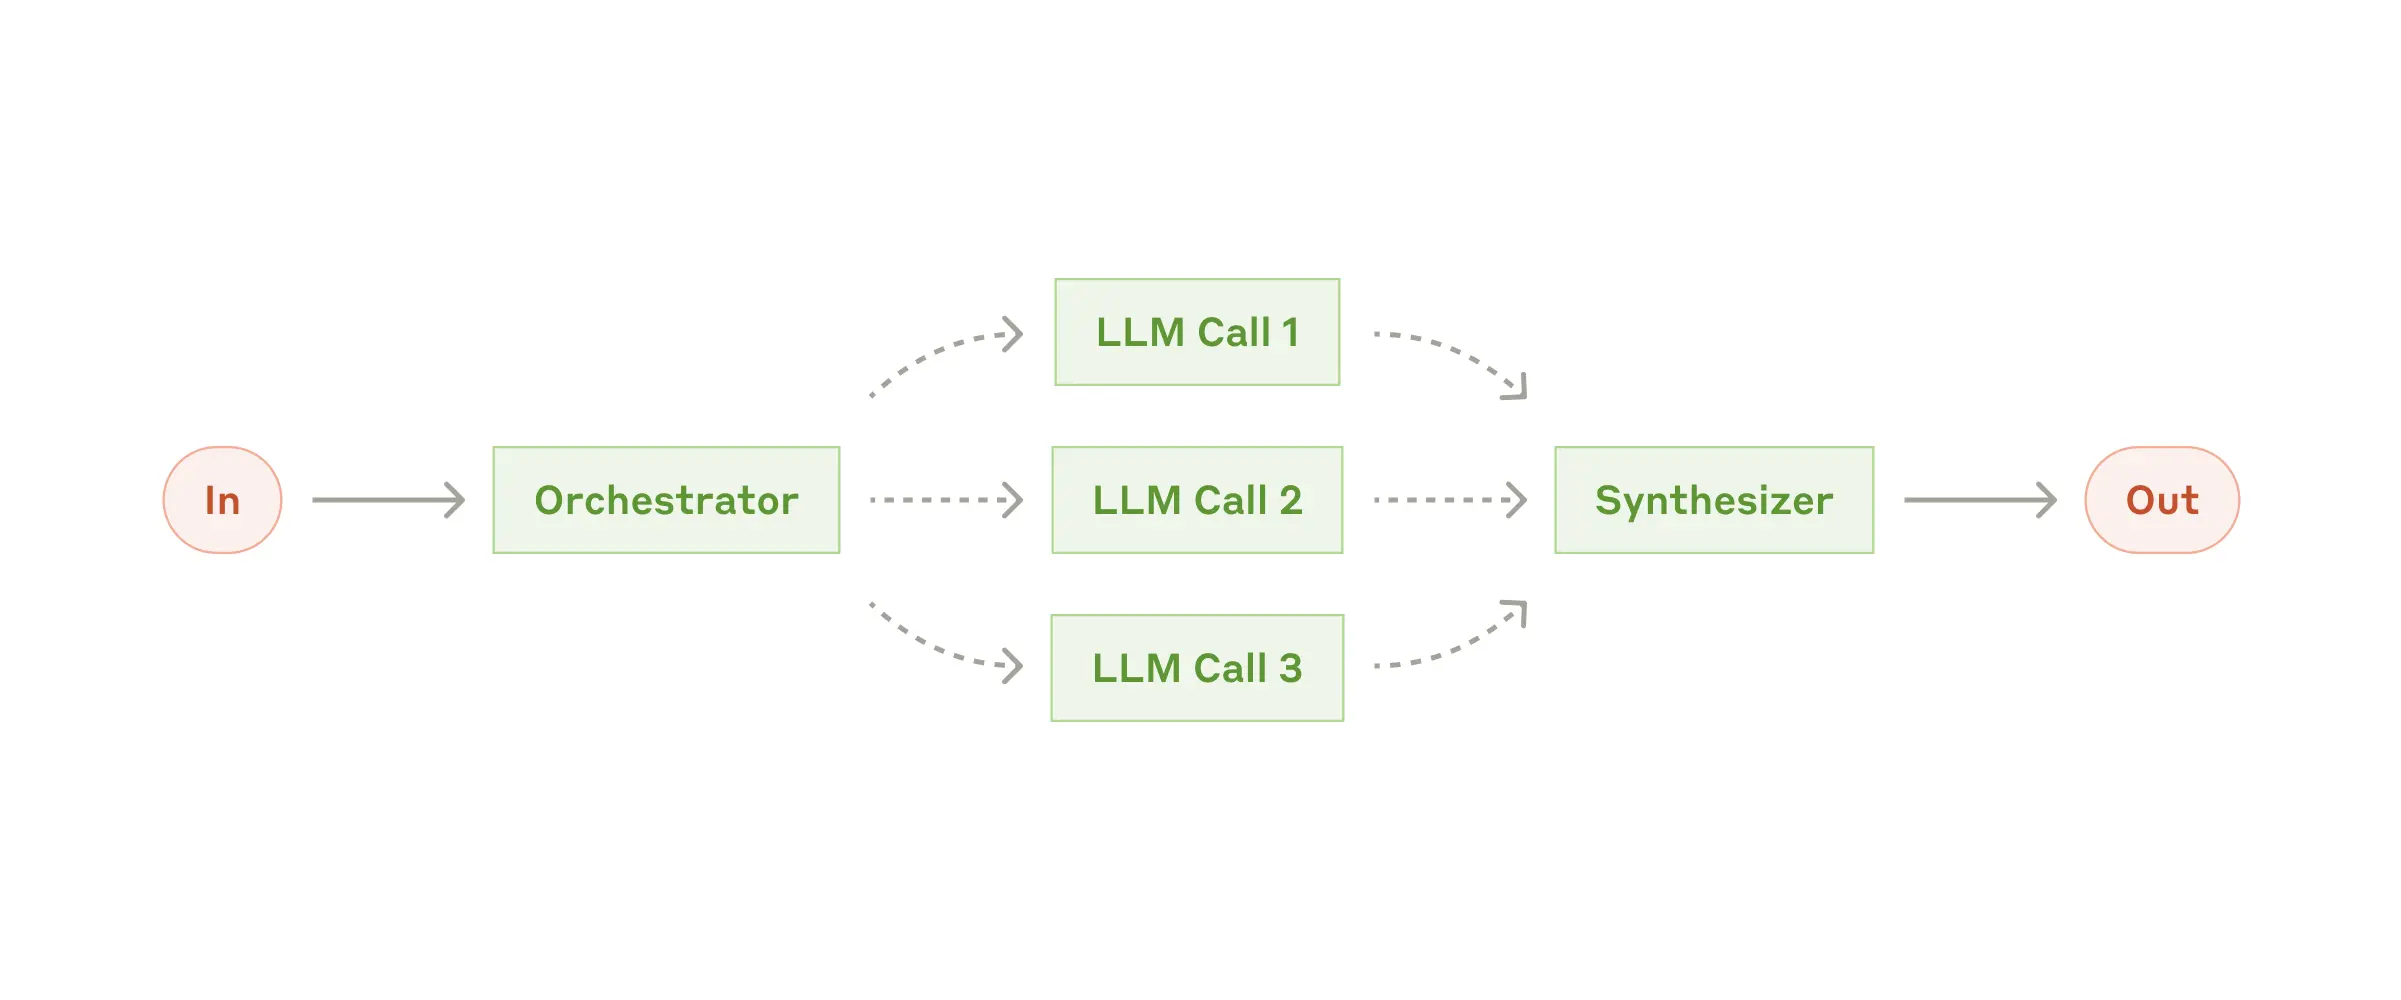 In
Orchestrator
LLM Call 1
LLM Call 2
LLM Call 3
Synthesizer
Out